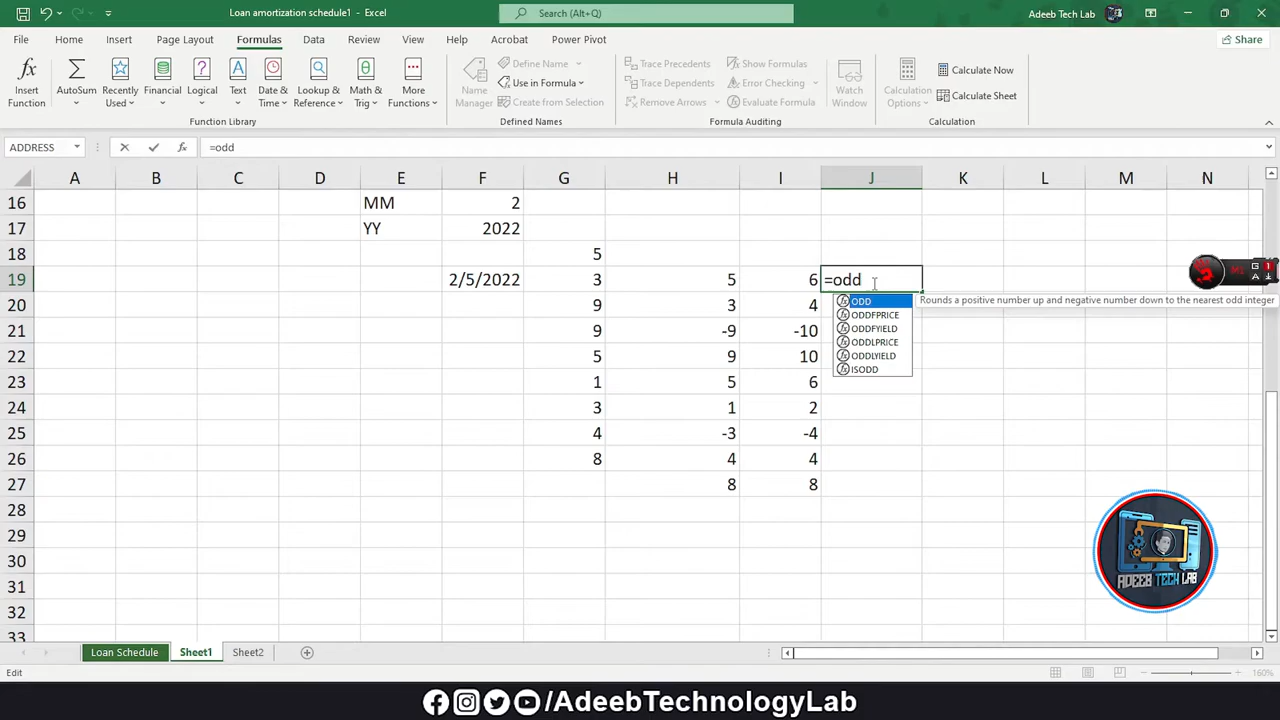 Loan amortization schedule1 - Excel
Search (Alt+Q)
Adeeb Tech Lab
File Home Insert Page Layout Formulas Data Review View Help Acrobat Power Pivot
Share
Insert Function
AutoSum
Recently Used
Financial
Logical
Text
Date & Time
Lookup & Reference
Math & Trig
More Functions
Function Library
Name Manager
Define Name
Use in Formula
Create from Selection
Defined Names
Trace Precedents
Trace Dependents
Remove Arrows
Show Formulas
Error Checking
Evaluate Formula
Formula Auditing
Watch Window
Calculation Options
Calculate Now
Calculate Sheet
Calculation
ADDRESS
=odd
A B C D E F G H I J K L M N
16 MM 2
17 YY 2022
18 5
19 2/5/2022 3 5 6 =odd
20 9 3 4
ODD
Rounds a positive number up and negative number down to the nearest odd integer
ODDFPRICE
ODDFYIELD
ODDLPRICE
ODDLYIELD
ISODD
21 9 -9 -10
22 5 9 10
23 1 5 6
24 3 1 2
25 4 -3 -4
26 8 4 4
27 8 8
28
29
30
31
32
33
ADEEB TECH LAB
Loan Schedule Sheet1 Sheet2
Edit
160%
/AdeebTechnologyLab